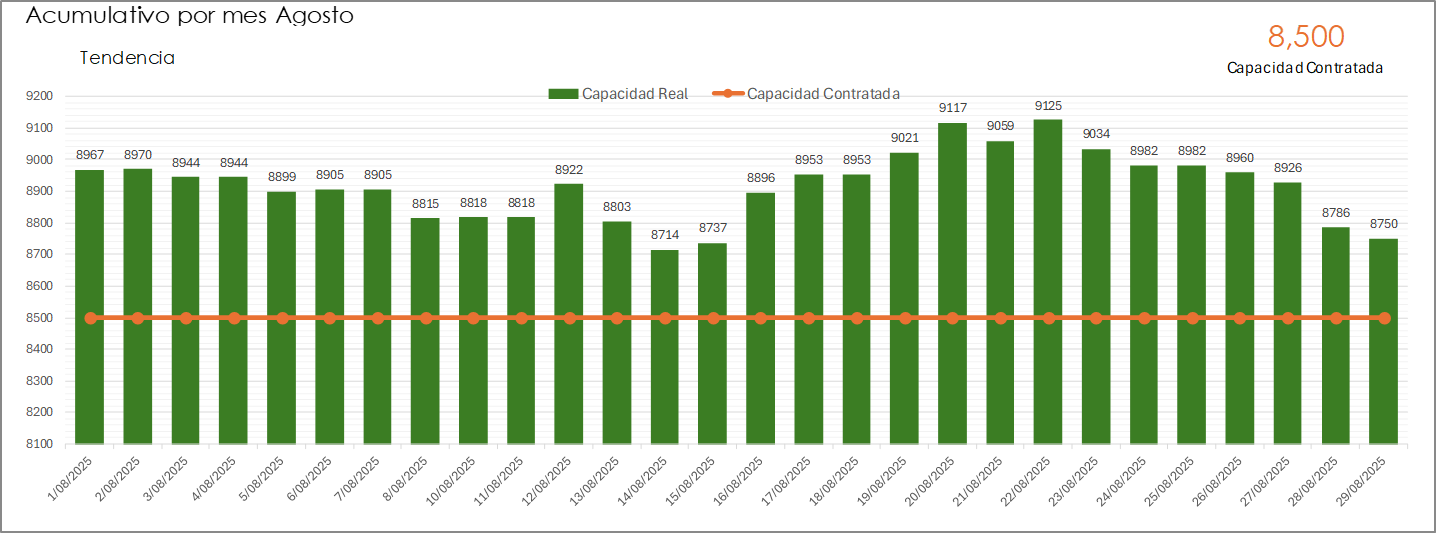 Acumulativo por mes Agosto
8,500
Capacidad Contratada
Tendencia
Capacidad Real
Capacidad Contratada
9200
9100
9000
8900
8800
8700
8600
8500
8400
8300
8200
8100
8967 8970 8944 8944 8899 8905 8905 8815 8818 8818 8922 8803 8714 8737 8896 8953 8953 9021 9117 9059 9125 9034 8982 8982 8960 8926 8786 8750
1/08/2025 2/08/2025 3/08/2025 4/08/2025 5/08/2025 6/08/2025 7/08/2025 8/08/2025 10/08/2025 11/08/2025 12/08/2025 13/08/2025 14/08/2025 15/08/2025 16/08/2025 17/08/2025 18/08/2025 19/08/2025 20/08/2025 21/08/2025 22/08/2025 23/08/2025 24/08/2025 25/08/2025 26/08/2025 27/08/2025 28/08/2025 29/08/2025